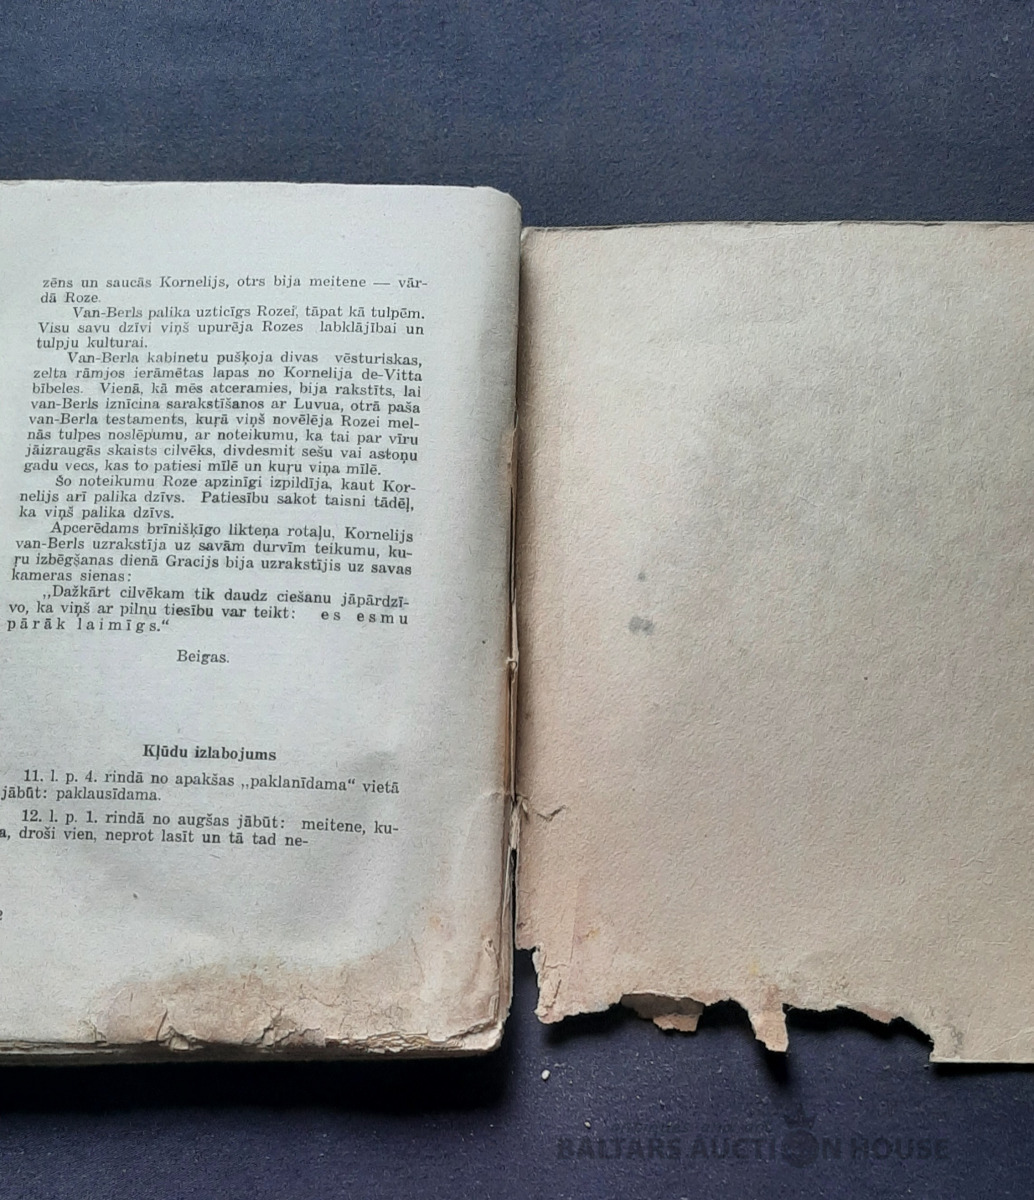 zēns un saucās Kornelijs, otrs bija meitene — vār-
dā Roze.
Van-Berls palika uzticīgs Rozei, tāpat kā tulpēm.
Visu savu dzīvi viņš upurēja Rozes labklājībai un
tulpju kulturai.
Van-Berla kabinetu pušķoja divas vēsturiskas,
zelta rāmjos ierāmētas lapas no Kornelia de-Vitta
bībeles. Vienā, kā mēs atceramies, bija rakstīts, lai
van-Berls iznīcina sarakstīšanos ar Luvua, otrā paša
van-Berla testaments, kuŗā viņš novēlēja Rozei mel-
nās tulpes noslēpumu, ar noteikumu, ka tai par vīru
jāizraugās skaists cilvēks, divdesmit sešu vai astoņu
gadu vecs, kas to patiesi mīlē un kuŗu viņa mīlē.
Šo noteikumu Roze apzinīgi izpildīja, kaut Kor-
nelijs arī palika dzīvs. Patiesību sakot taisni tādēļ,
ka viņš palika dzīvs.
Apcerēdams brīnišķīgo likteņa rotaļu, Kornelijs
van-Berls uzrakstīja uz savām durvīm teikumu, ku-
ŗu izbēgšanas dienā Gracijs bija uzrakstījis uz savas
kameras sienas:
„Dažkārt cilvēkam tik daudz ciešanu jāpārdzī-
vo, ka viņš ar pilnu tiesību var teikt: es esmu
pārāk laimīgs.“
Beigas.
Kļūdu izlabojums
11. l. p. 4. rindā no apakšas „paklanīdama“ vietā
jābūt: paklausīdama.
12. l. p. 1. rindā no augšas jābūt: meitene, ku-
a, droši vien, neprot lasīt un tā tad ne-
2
BALTARS AUCTION HOUSE